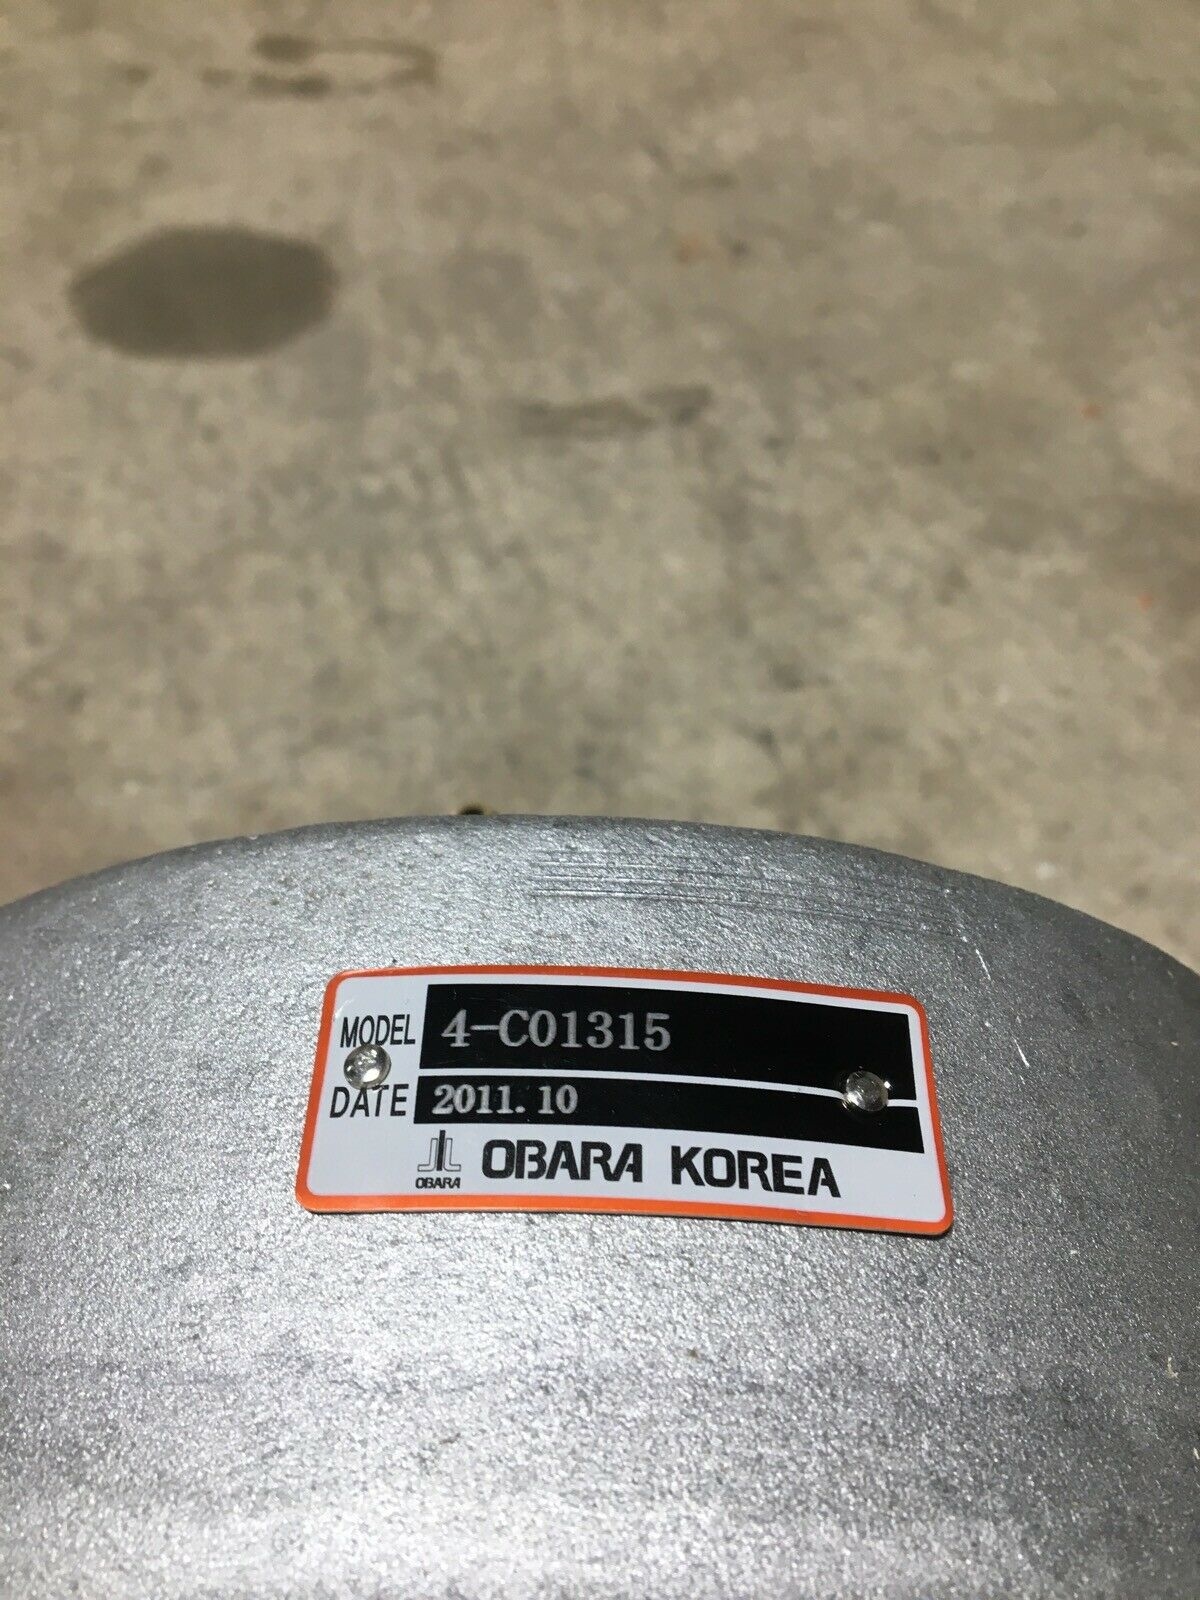 MODEL 4-C01315
DATE 2011.10
OBARA OBARA KOREA